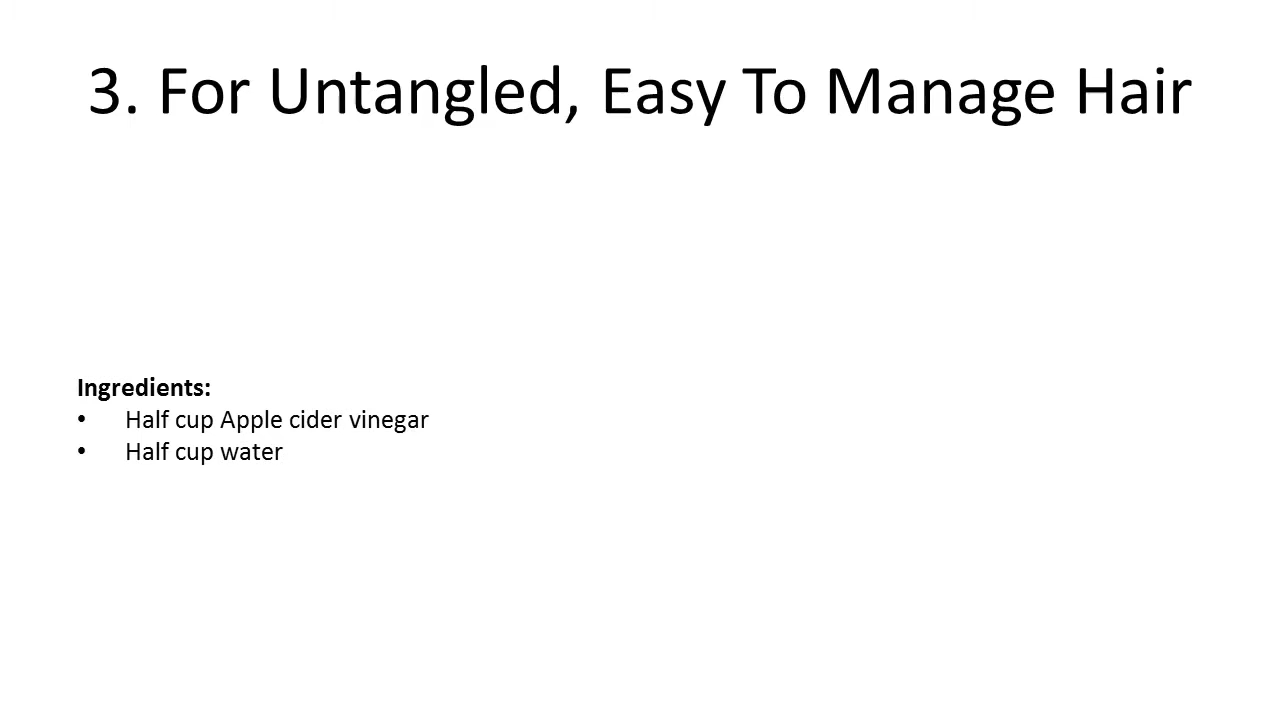 3. For Untangled, Easy To Manage Hair
Ingredients:
• Half cup Apple cider vinegar
• Half cup water